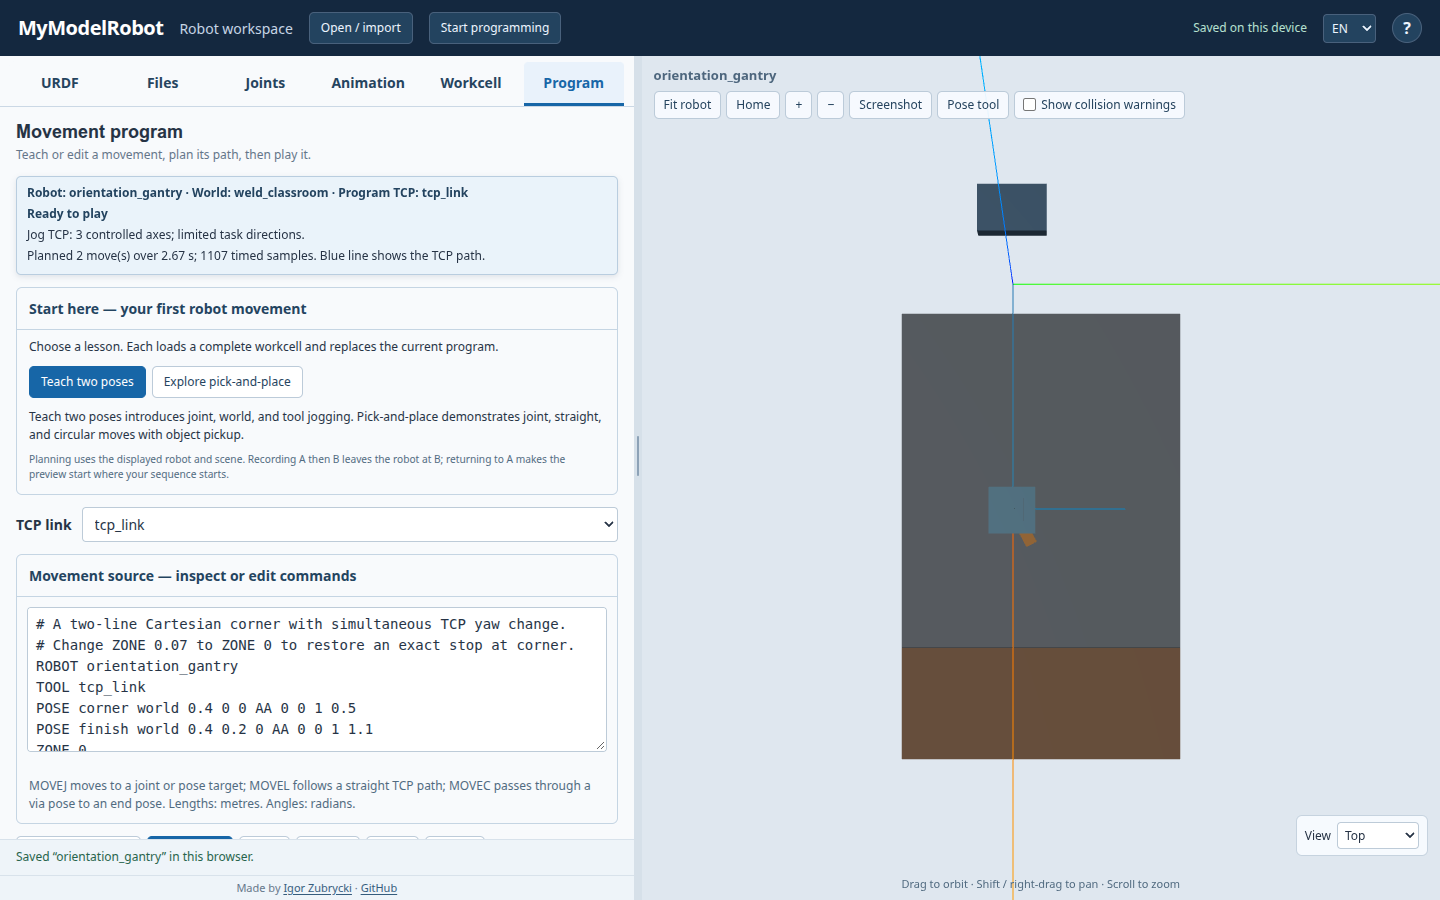 MyModelRobot Robot workspace Open / import Start programming Saved on this device EN ?
URDF Files Joints Animation Workcell Program
Movement program
Teach or edit a movement, plan its path, then play it.
Robot: orientation_gantry · World: weld_classroom · Program TCP: tcp_link
Ready to play
Jog TCP: 3 controlled axes; limited task directions.
Planned 2 move(s) over 2.67 s; 1107 timed samples. Blue line shows the TCP path.
Start here — your first robot movement
Choose a lesson. Each loads a complete workcell and replaces the current program.
Teach two poses Explore pick-and-place
Teach two poses introduces joint, world, and tool jogging. Pick-and-place demonstrates joint, straight,
and circular moves with object pickup.
Planning uses the displayed robot and scene. Recording A then B leaves the robot at B; returning to A makes the
preview start where your sequence starts.
TCP link tcp_link
Movement source — inspect or edit commands
# A two-line Cartesian corner with simultaneous TCP yaw change.
# Change ZONE 0.07 to ZONE 0 to restore an exact stop at corner.
ROBOT orientation_gantry
TOOL tcp_link
POSE corner world 0.4 0 0 AA 0 0 1 0.5
POSE finish world 0.4 0.2 0 AA 0 0 1 1.1
ZONE 0
MOVEJ moves to a joint or pose target; MOVEL follows a straight TCP path; MOVEC passes through a
via pose to an end pose. Lengths: metres. Angles: radians.
Saved “orientation_gantry” in this browser.
Made by Igor Zubrycki · GitHub
orientation_gantry
Fit robot Home + − Screenshot Pose tool Show collision warnings
View Top
Drag to orbit · Shift / right-drag to pan · Scroll to zoom